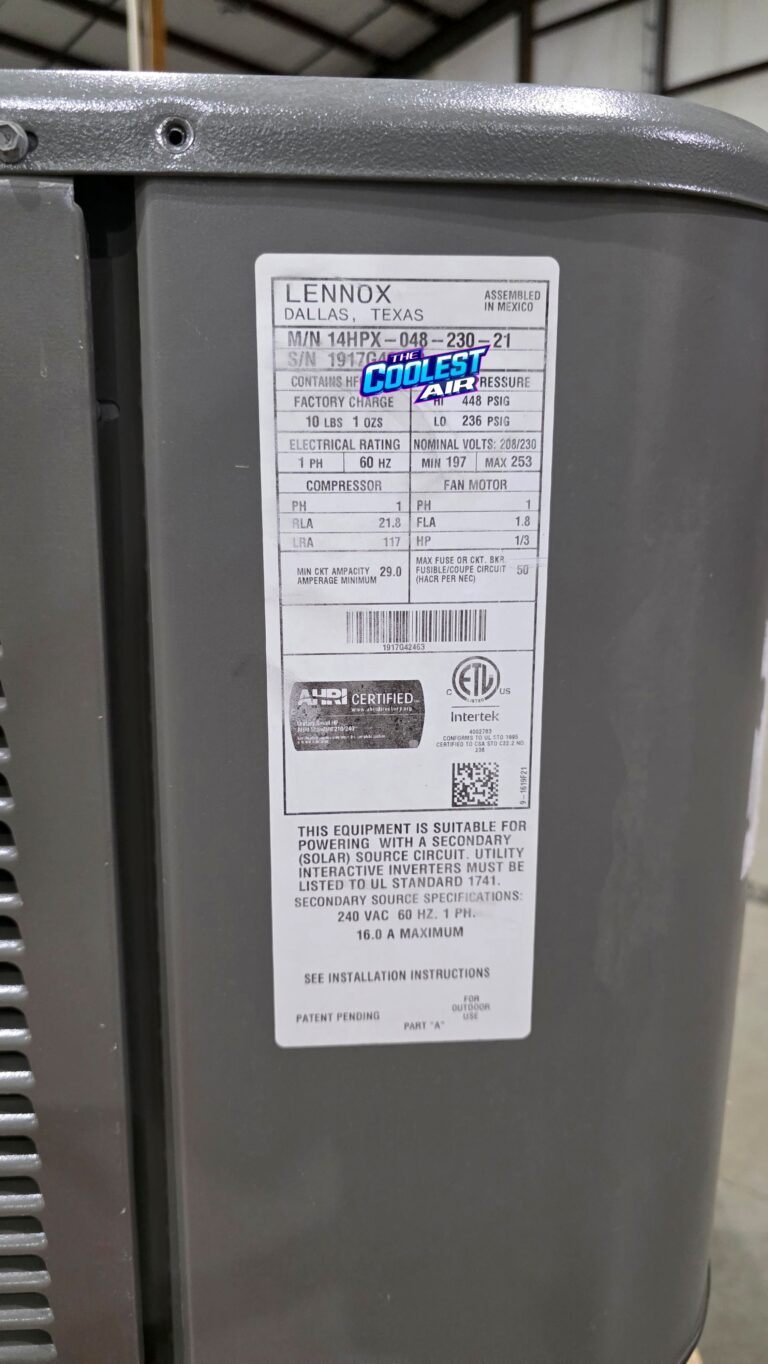 LENNOX
DALLAS, TEXAS
ASSEMBLED
IN MEXICO
M/N 14HPX-048-230-21
S/N 1917G4
THE
COOLEST
AIR
CONTAINS HF
RESSURE
FACTORY CHARGE
HI 448 PSIG
10 LBS 1 OZS
LO 236 PSIG
ELECTRICAL RATING
NOMINAL VOLTS: 208/230
1 PH 60 HZ
MIN 197 MAX 253
COMPRESSOR
FAN MOTOR
PH 1
PH 1
RLA 21.8
FLA 1.8
LRA 117
HP 1/3
MIN CKT AMPACITY
AMPERAGE MINIMUM
29.0
MAX FUSE OR CKT. BKR.
FUSIBLE/COUPE CIRCUIT
(HACR PER NEC)
50
1917G42463
AHRI CERTIFIED
www.ahridirectory.org
C ETL US
LISTED
Intertek
4002763
CONFORMS TO UL STD 1995
CERTIFIED TO CSA STD C22.2 NO.
236
THIS EQUIPMENT IS SUITABLE FOR
POWERING WITH A SECONDARY
(SOLAR) SOURCE CIRCUIT. UTILITY
INTERACTIVE INVERTERS MUST BE
LISTED TO UL STANDARD 1741.
SECONDARY SOURCE SPECIFICATIONS:
240 VAC 60 HZ. 1 PH.
16.0 A MAXIMUM
SEE INSTALLATION INSTRUCTIONS
PATENT PENDING
FOR
OUTDOOR
USE
PART "A"